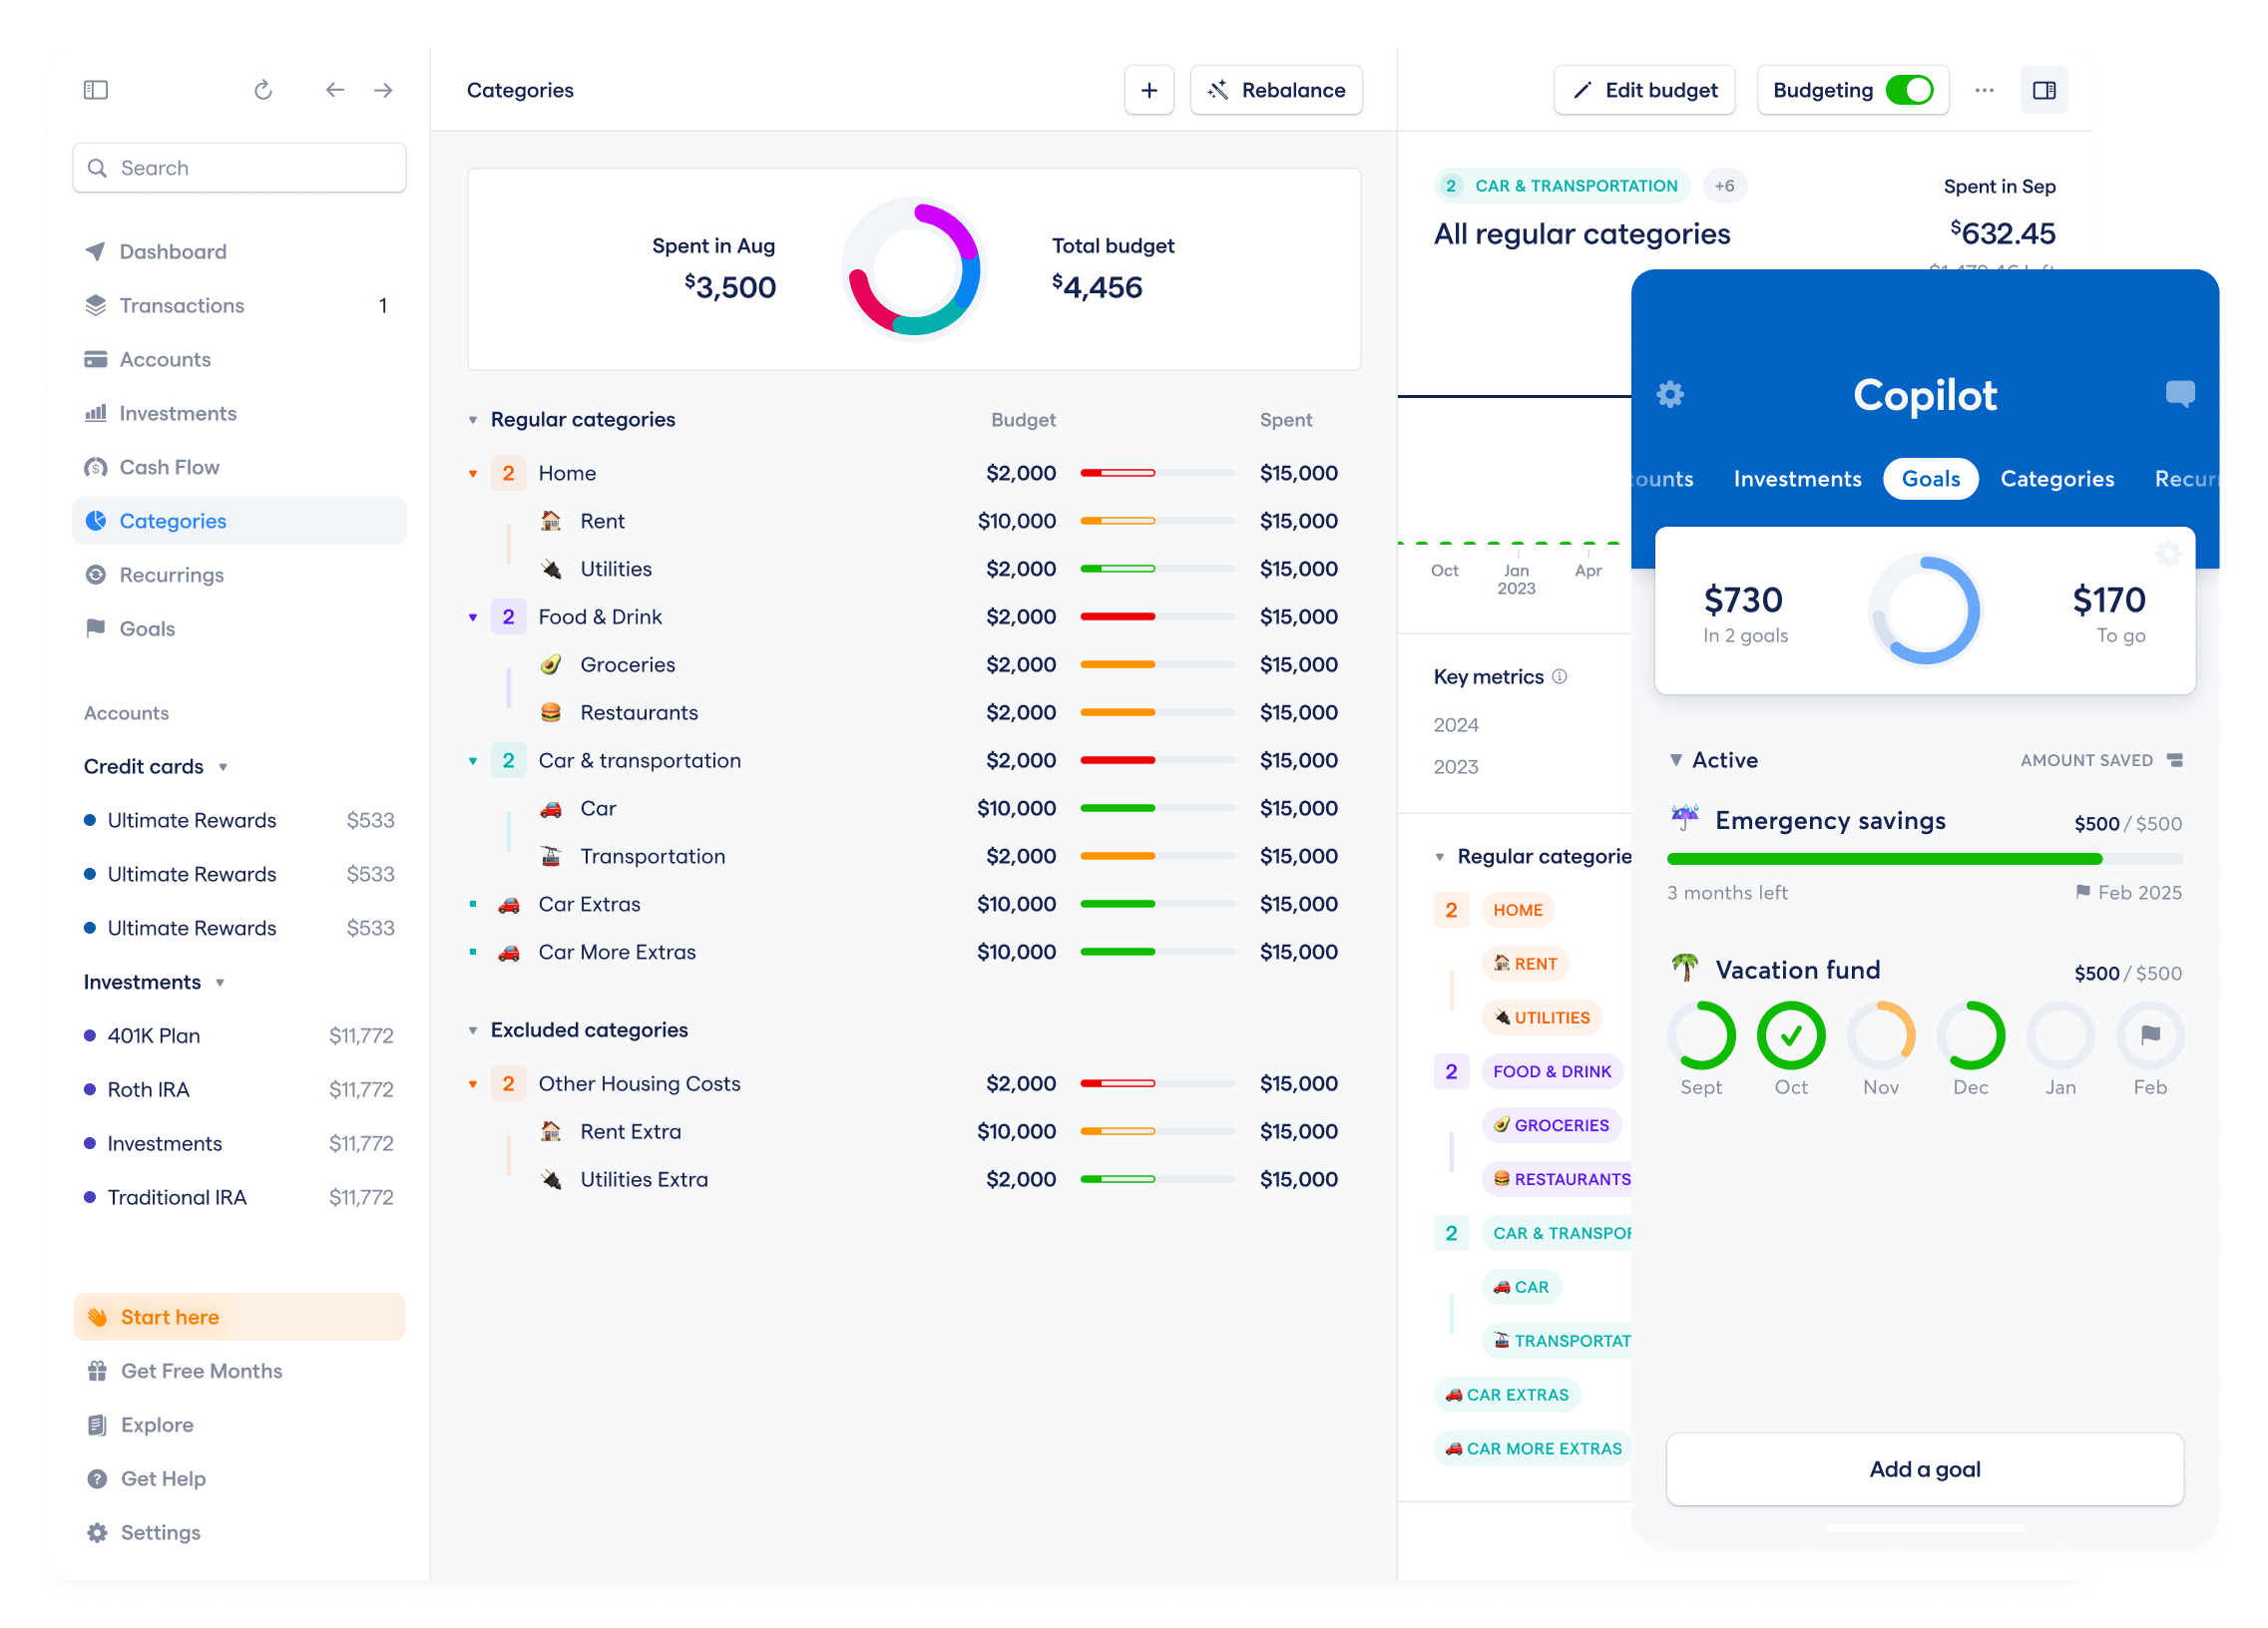 Search
Dashboard
Transactions 1
Accounts
Investments
Cash Flow
Categories
Recurrings
Goals
Accounts
Credit cards
Ultimate Rewards $533
Ultimate Rewards $533
Ultimate Rewards $533
Investments
401K Plan $11,772
Roth IRA $11,772
Investments $11,772
Traditional IRA $11,772
Start here
Get Free Months
Explore
Get Help
Settings
Categories
+ Rebalance
Spent in Aug
$3,500
Total budget
$4,456
Regular categories Budget Spent
2 Home $2,000 $15,000
Rent $10,000 $15,000
Utilities $2,000 $15,000
2 Food & Drink $2,000 $15,000
Groceries $2,000 $15,000
Restaurants $2,000 $15,000
2 Car & transportation $2,000 $15,000
Car $10,000 $15,000
Transportation $2,000 $15,000
Car Extras $10,000 $15,000
Car More Extras $10,000 $15,000
Excluded categories
2 Other Housing Costs $2,000 $15,000
Rent Extra $10,000 $15,000
Utilities Extra $2,000 $15,000
Edit budget Budgeting
2 CAR & TRANSPORTATION +6
All regular categories
Spent in Sep
$632.45
Oct Jan Apr
2023
Key metrics
2024
2023
Regular categorie
2 HOME
RENT
UTILITIES
2 FOOD & DRINK
GROCERIES
RESTAURANTS
2 CAR & TRANSPOR
CAR
TRANSPORTAT
CAR EXTRAS
CAR MORE EXTRAS
Copilot
ounts Investments Goals Categories Recur
$730
In 2 goals
$170
To go
Active AMOUNT SAVED
Emergency savings $500 / $500
3 months left Feb 2025
Vacation fund $500 / $500
Sept Oct Nov Dec Jan Feb
Add a goal